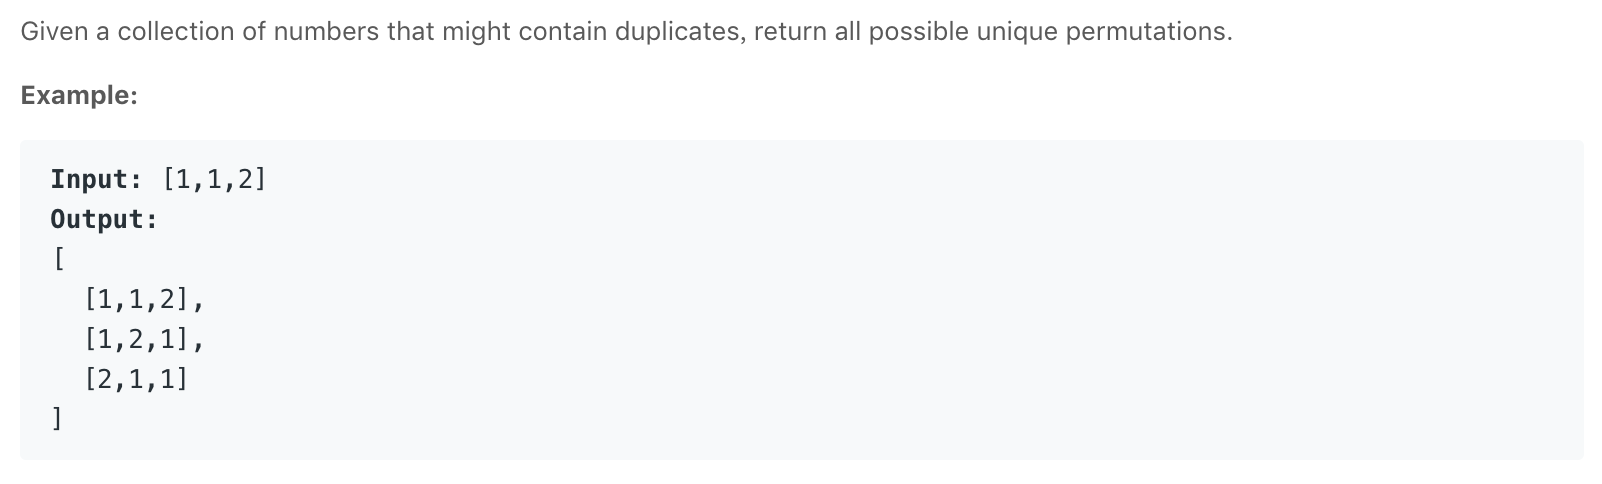 Given a collection of numbers that might contain duplicates, return all possible unique permutations.
Example:
Input: [1,1,2]
Output:
[
  [1,1,2],
  [1,2,1],
  [2,1,1]
]